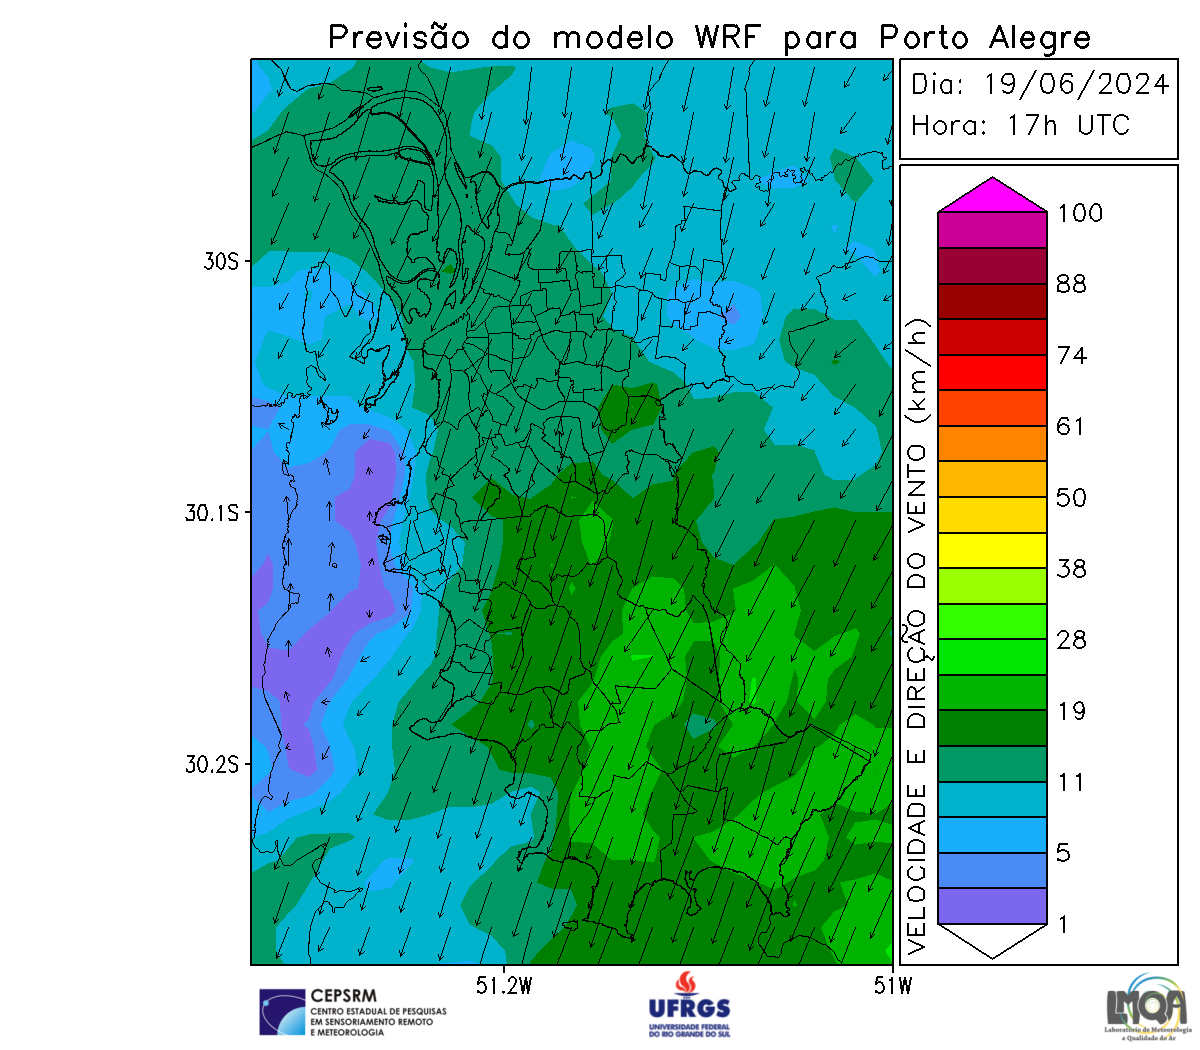 Previsão do modelo WRF para Porto Alegre
Dia: 19/06/2024
Hora: 17h UTC
30S
30.1S
30.2S
51.2W
51W
VELOCIDADE E DIREÇÃO DO VENTO (km/h)
100
88
74
61
50
38
28
19
11
5
1
CEPSRM
CENTRO ESTADUAL DE PESQUISAS
EM SENSORIAMENTO REMOTO
E METEOROLOGIA
UFRGS
UNIVERSIDADE FEDERAL
DO RIO GRANDE DO SUL
LMQA
Laboratório de Meteorologia
e Qualidade do Ar